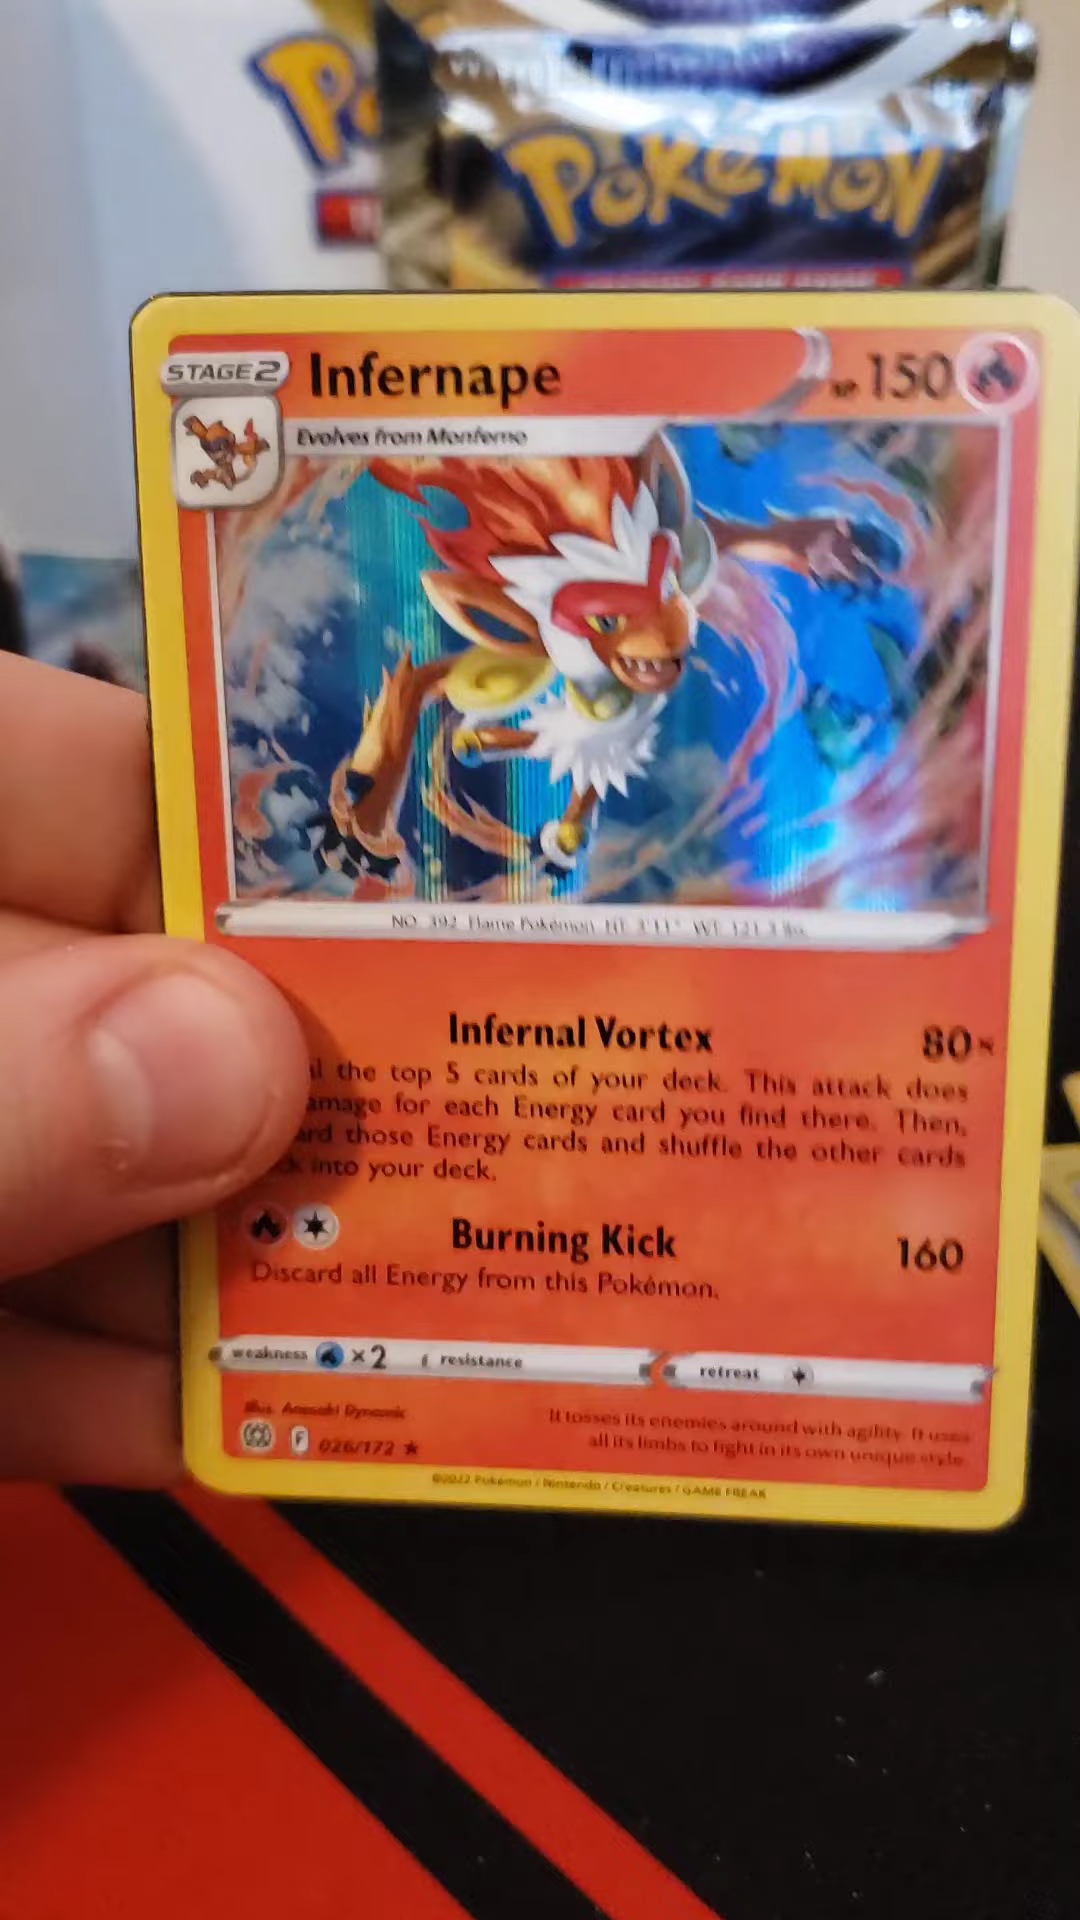 POKÉMON
STAGE 2 Infernape HP 150
Evolves from Monferno
NO. 392 Flame Pokémon HT: 3'11" WT: 121.3 lbs.
Infernal Vortex 80×
the top 5 cards of your deck. This attack does
for each Energy card you find there. Then,
those Energy cards and shuffle the other cards
into your deck.
Burning Kick 160
Discard all Energy from this Pokémon.
weakness ×2 resistance retreat
Illus. Anesaki Dynamic
F 026/172 ★
It tosses its enemies around with agility. It uses
all its limbs to fight in its own unique style.
©2022 Pokémon / Nintendo / Creatures / GAME FREAK